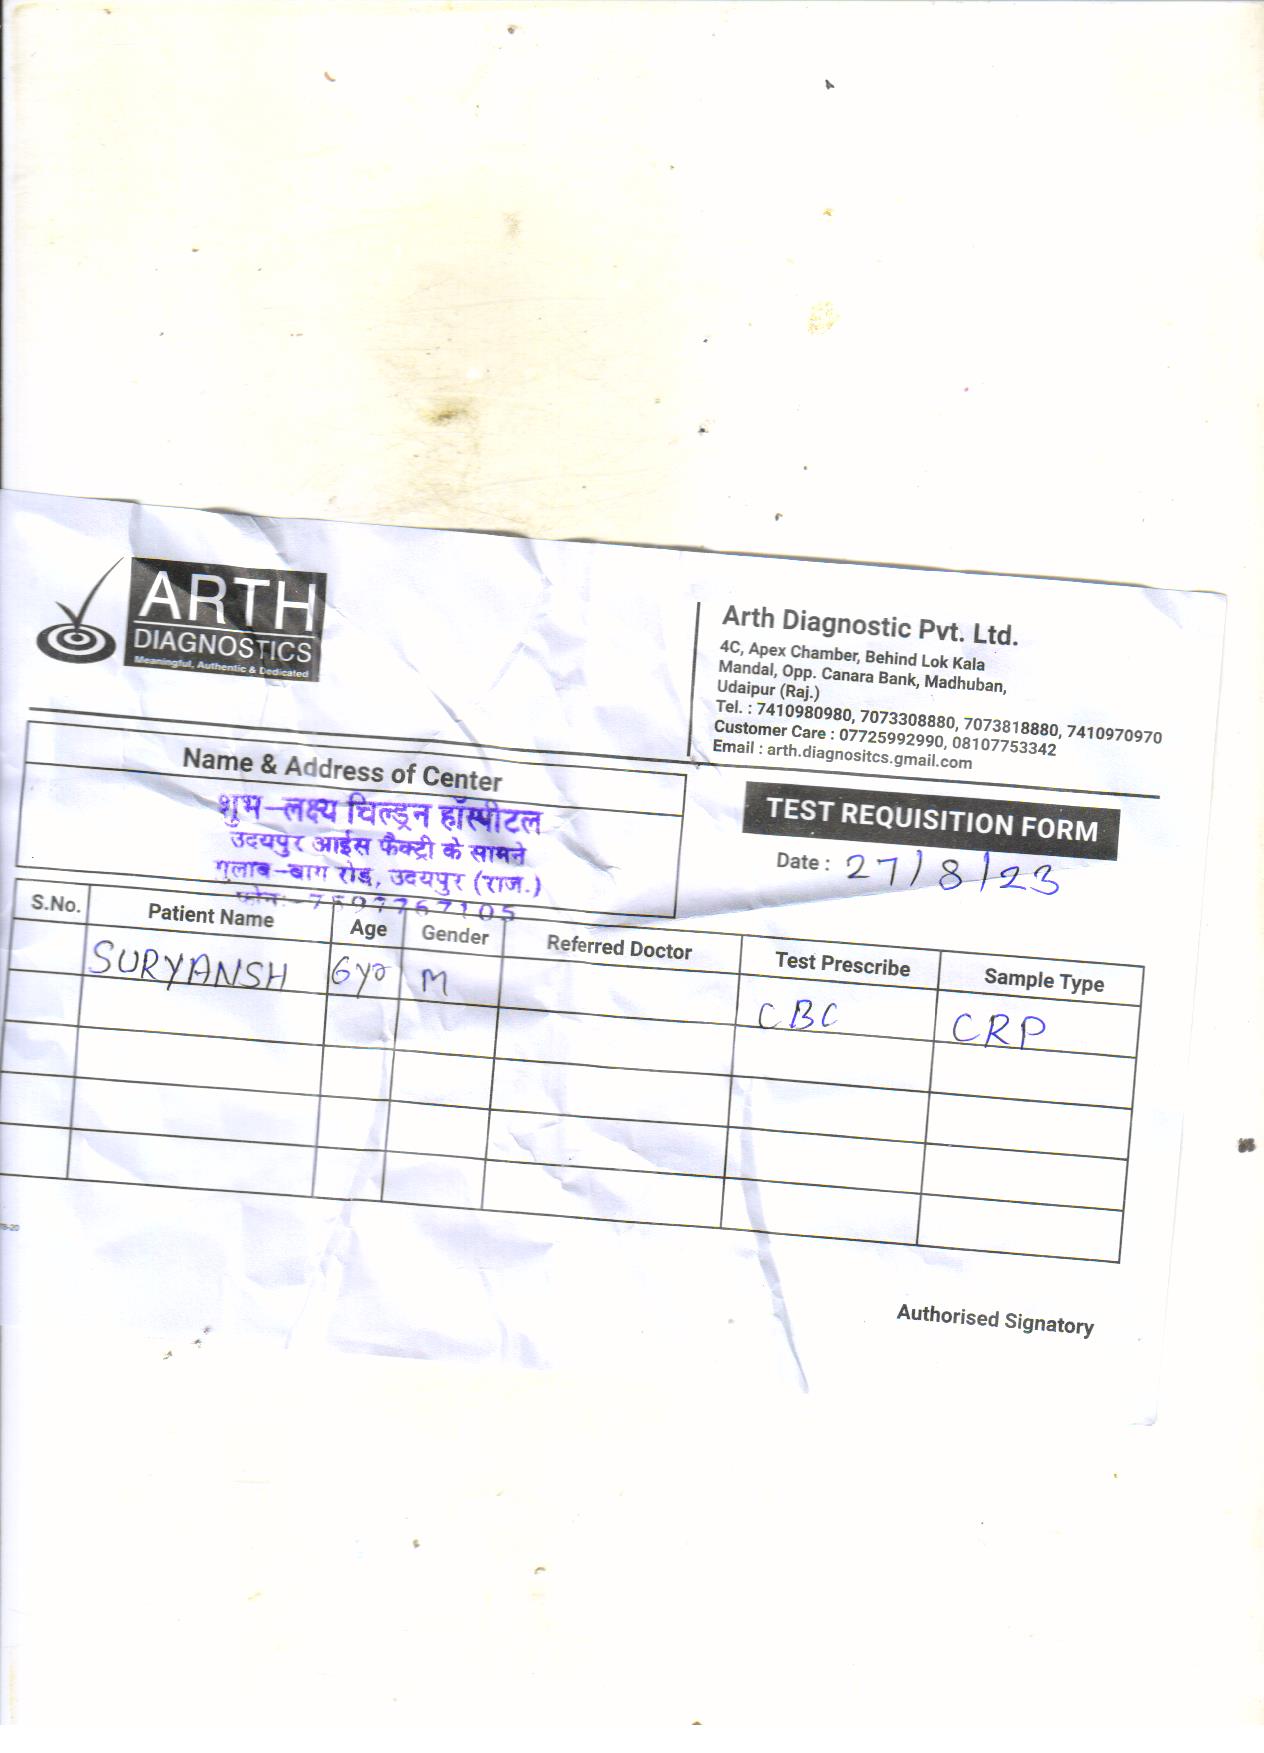 ARTH
DIAGNOSTICS
Meaningful, Authentic & Dedicated
Arth Diagnostic Pvt. Ltd.
4C, Apex Chamber, Behind Lok Kala
Mandal, Opp. Canara Bank, Madhuban,
Udaipur (Raj.)
Tel. : 7410980980, 7073308880, 7073818880, 7410970970
Customer Care : 07725992990, 08107753342
Email : arth.diagnositcs.gmail.com
Name & Address of Center
शुभ-लक्ष्य चिल्ड्रन हॉस्पीटल
उदयपुर आईस फैक्ट्री के सामने
गुलाब-बाग रोड, उदयपुर (राज.)
फोन:-
TEST REQUISITION FORM
Date : 27/8/23
S.No. Patient Name Age Gender Referred Doctor Test Prescribe Sample Type
SURYANSH 6yr M CBC CRP
Authorised Signatory